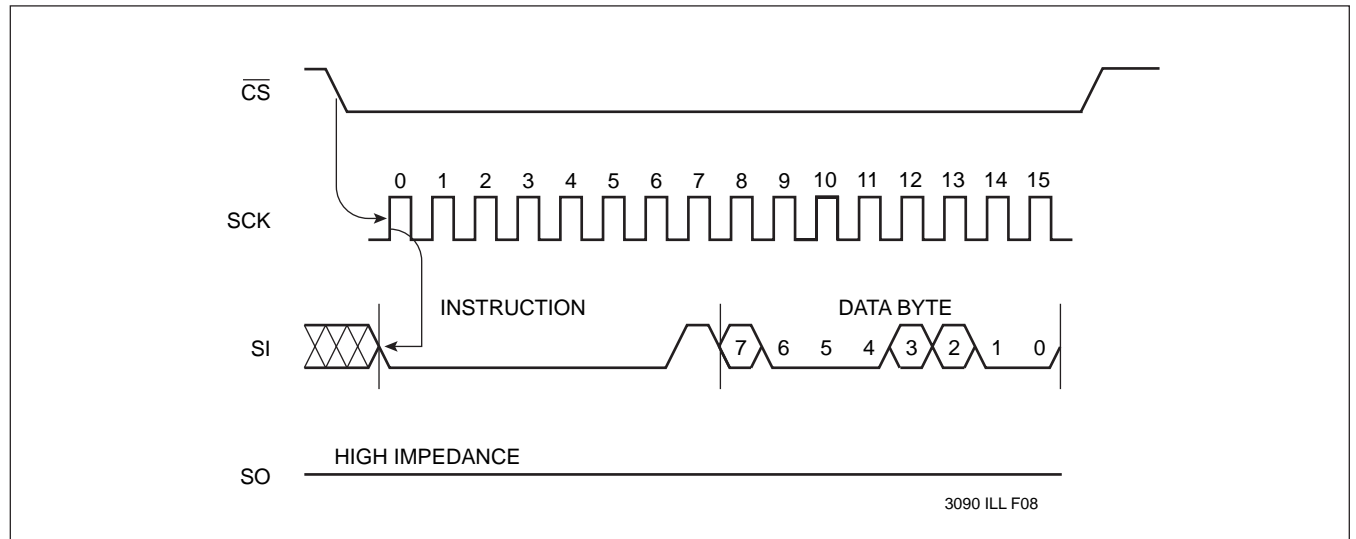 C̅S̅
SCK
0 1 2 3 4 5 6 7 8 9 10 11 12 13 14 15
INSTRUCTION DATA BYTE
SI
7 6 5 4 3 2 1 0
HIGH IMPEDANCE
SO
3090 ILL F08